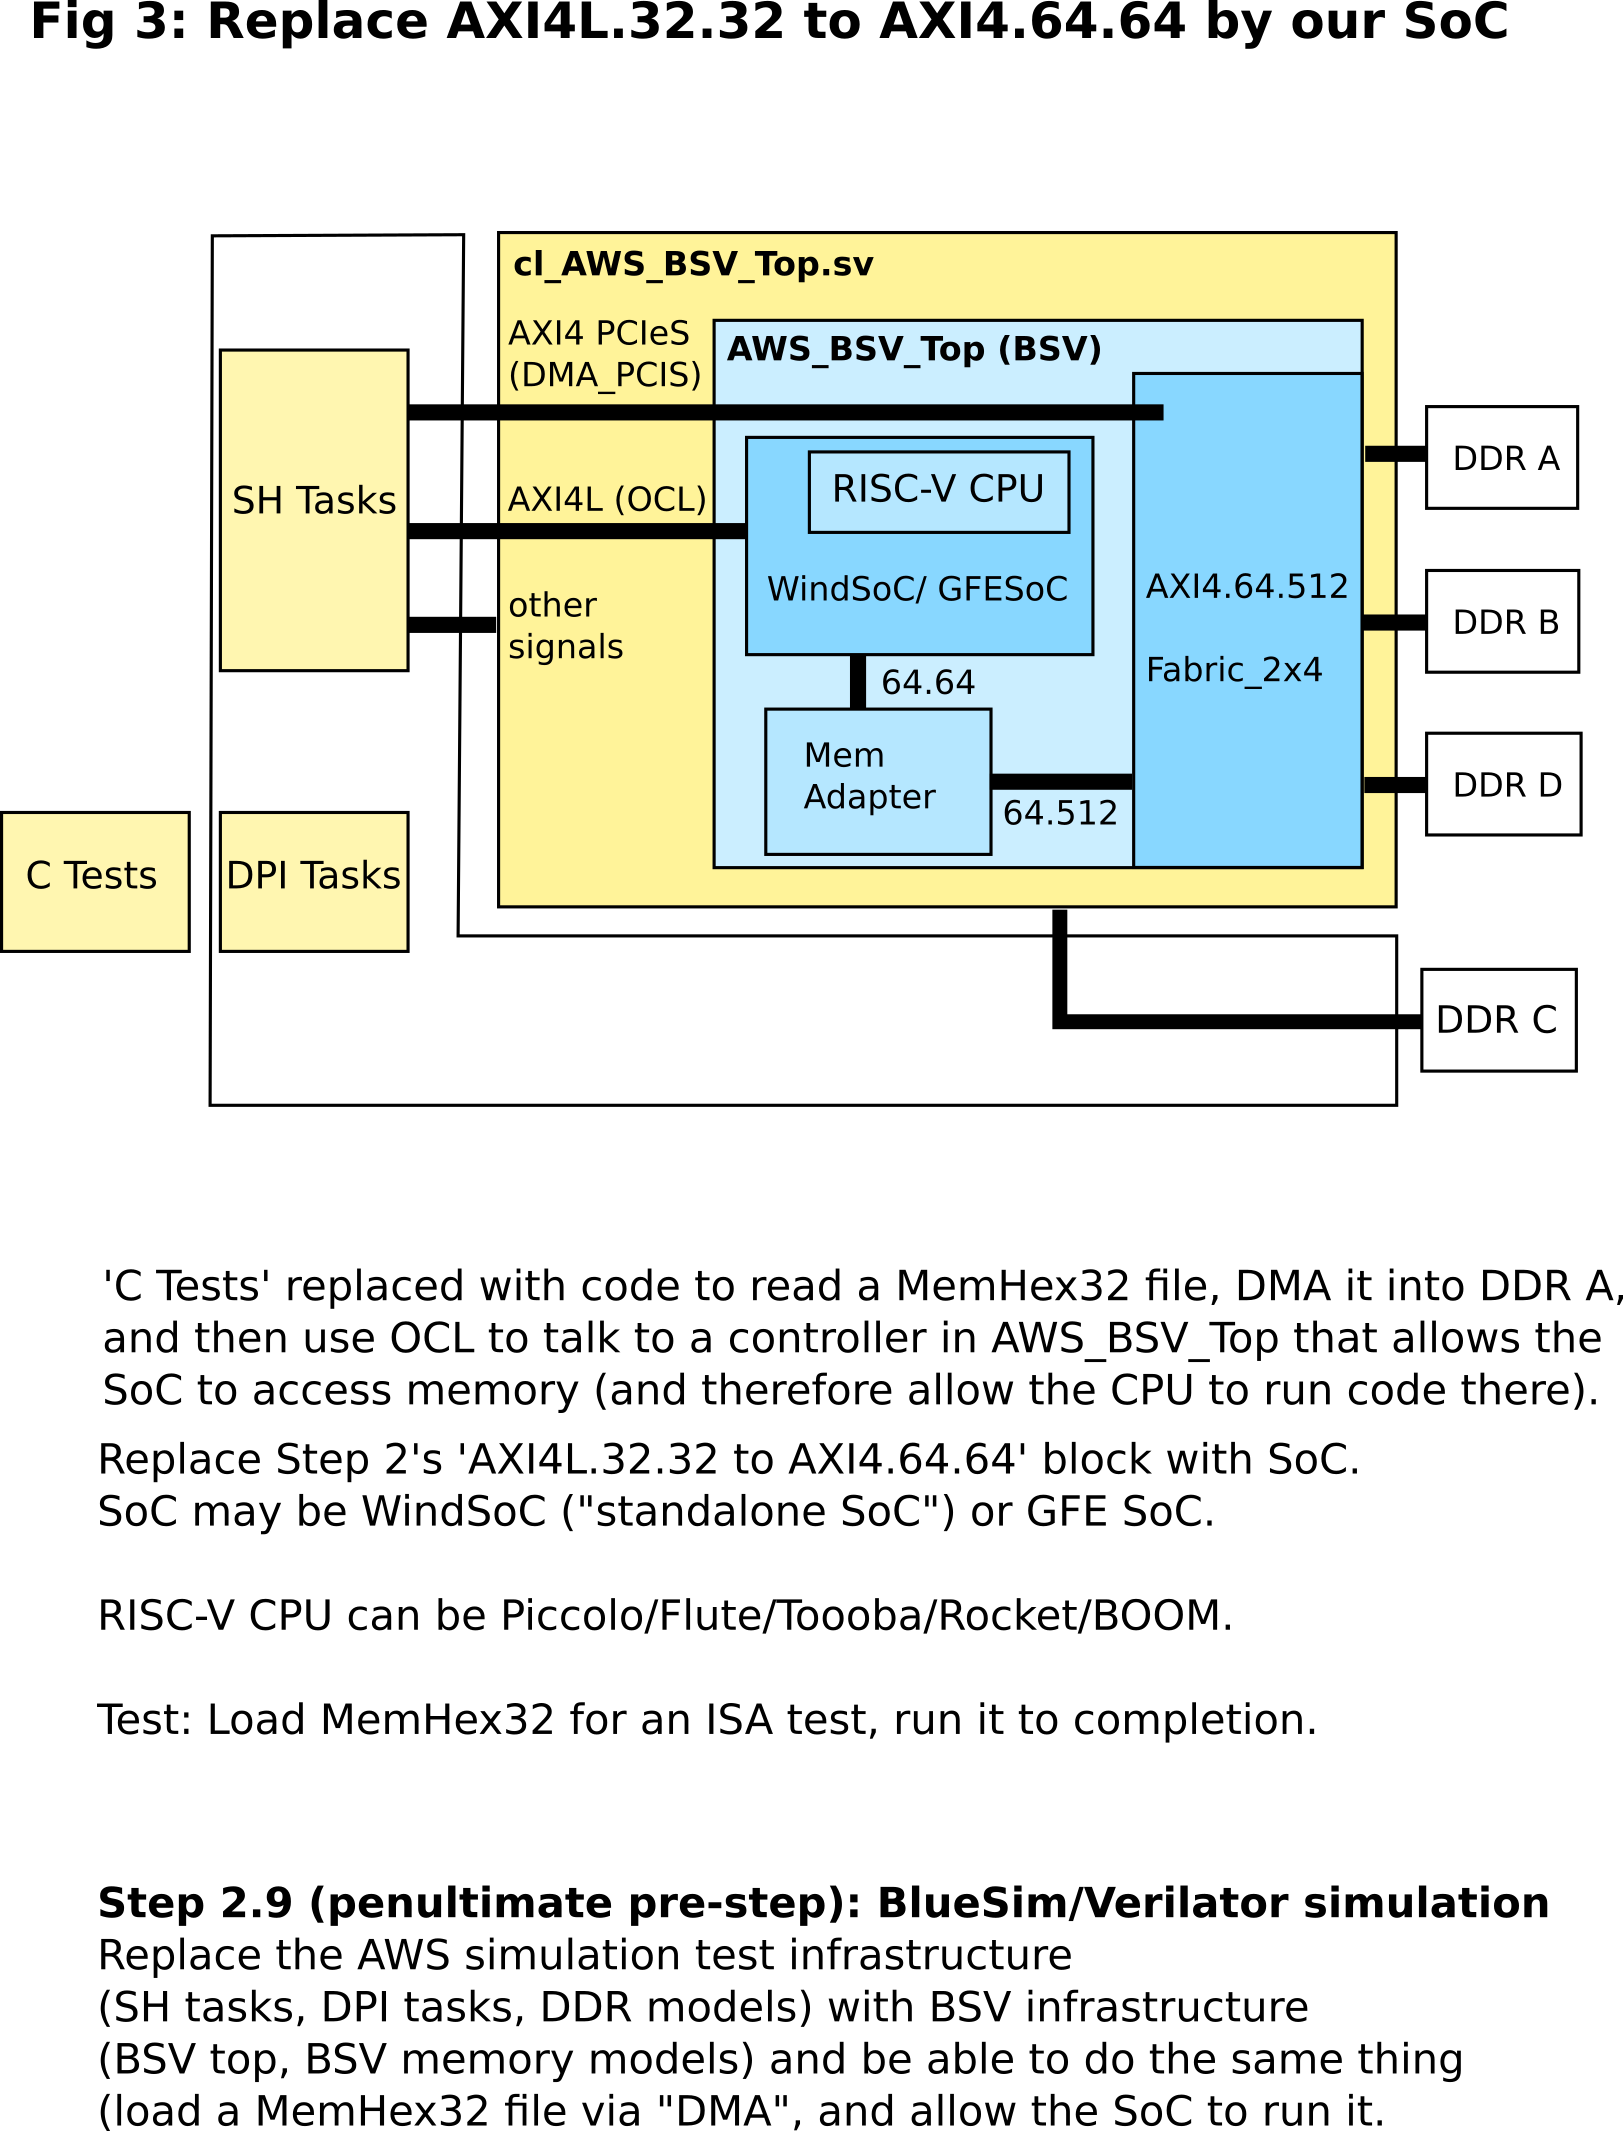 Fig 3: Replace AXI4L.32.32 to AXI4.64.64 by our SoC
cl_AWS_BSV_Top.sv
AXI4 PCIeS
(DMA_PCIS)
AWS_BSV_Top (BSV)
SH Tasks
AXI4L (OCL)
RISC-V CPU
WindSoC/ GFESoC
other
signals
64.64
Mem
Adapter
64.512
AXI4.64.512
Fabric_2x4
DDR A
DDR B
DDR D
C Tests
DPI Tasks
DDR C
'C Tests' replaced with code to read a MemHex32 file, DMA it into DDR A,
and then use OCL to talk to a controller in AWS_BSV_Top that allows the
SoC to access memory (and therefore allow the CPU to run code there).
Replace Step 2's 'AXI4L.32.32 to AXI4.64.64' block with SoC.
SoC may be WindSoC ("standalone SoC") or GFE SoC.
RISC-V CPU can be Piccolo/Flute/Toooba/Rocket/BOOM.
Test: Load MemHex32 for an ISA test, run it to completion.
Step 2.9 (penultimate pre-step): BlueSim/Verilator simulation
Replace the AWS simulation test infrastructure
(SH tasks, DPI tasks, DDR models) with BSV infrastructure
(BSV top, BSV memory models) and be able to do the same thing
(load a MemHex32 file via "DMA", and allow the SoC to run it.